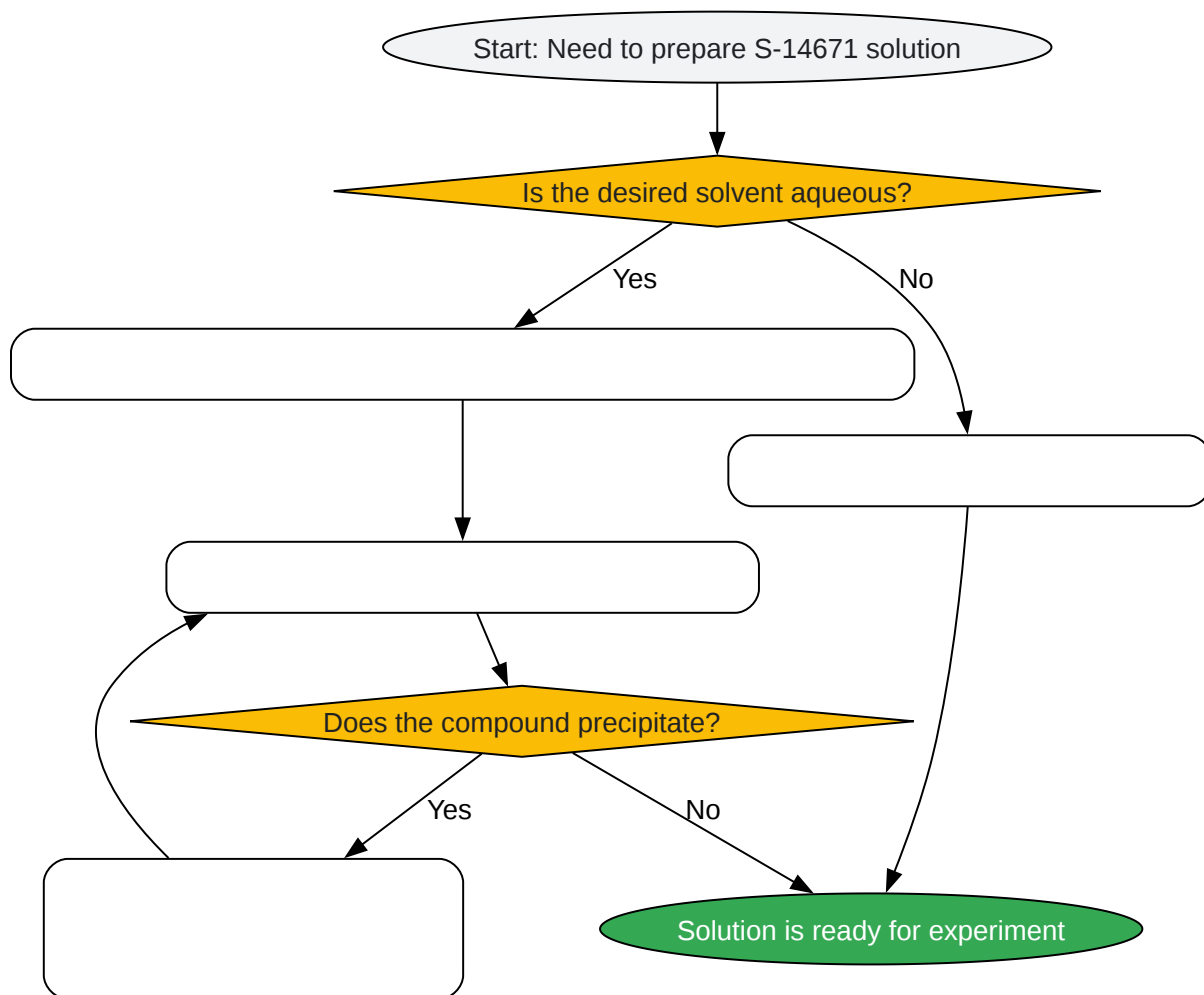 Start: Need to prepare S-14671 solution
Is the desired solvent aqueous?
Yes
No
Does the compound precipitate?
Yes
No
Solution is ready for experiment